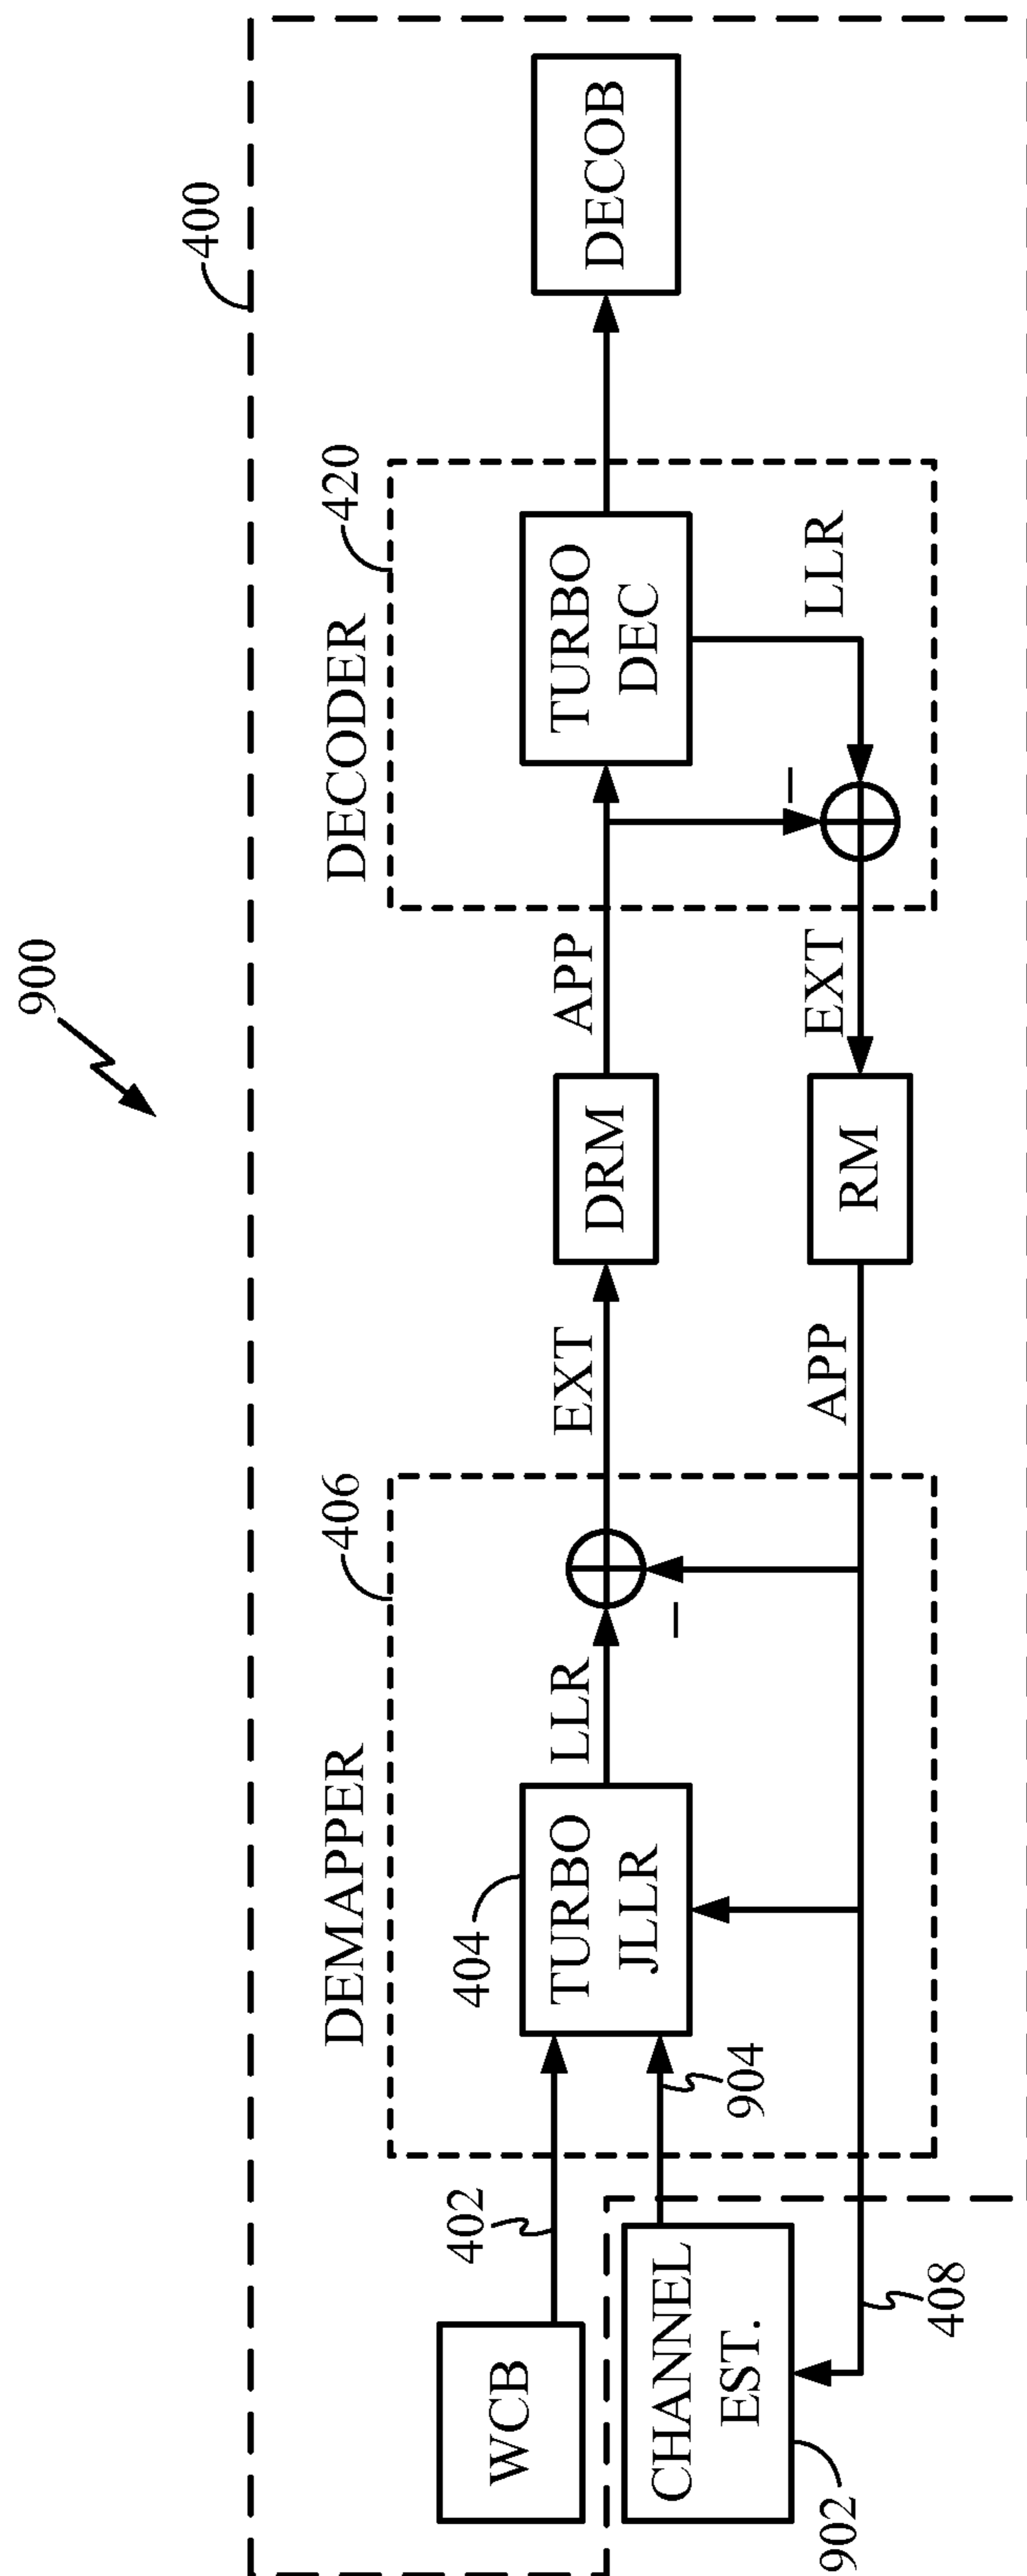 900
400
DEMAPPER
406
DECODER
420
WCB
402
404
TURBO
JLLR
LLR
EXT
DRM
APP
TURBO
DEC
DECOB
CHANNEL
EST.
902
904
–
APP
RM
EXT
–
LLR
408